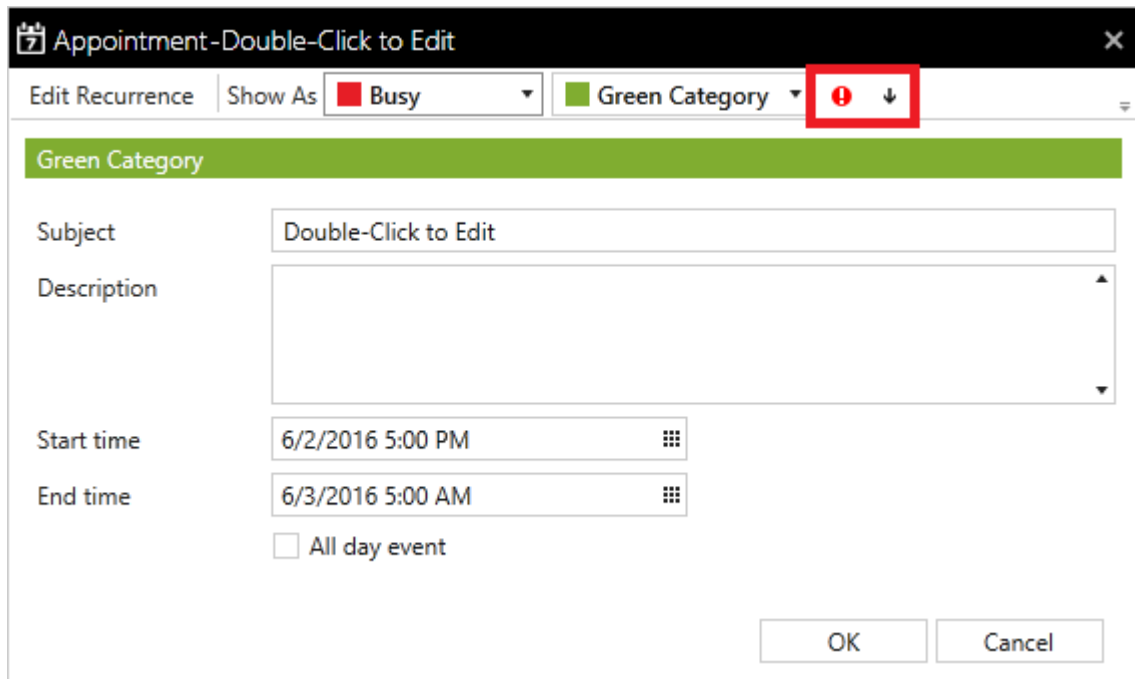 7 Appointment-Double-Click to Edit
Edit Recurrence Show As Busy Green Category
Green Category
Subject Double-Click to Edit
Description
Start time 6/2/2016 5:00 PM
End time 6/3/2016 5:00 AM
All day event
OK Cancel